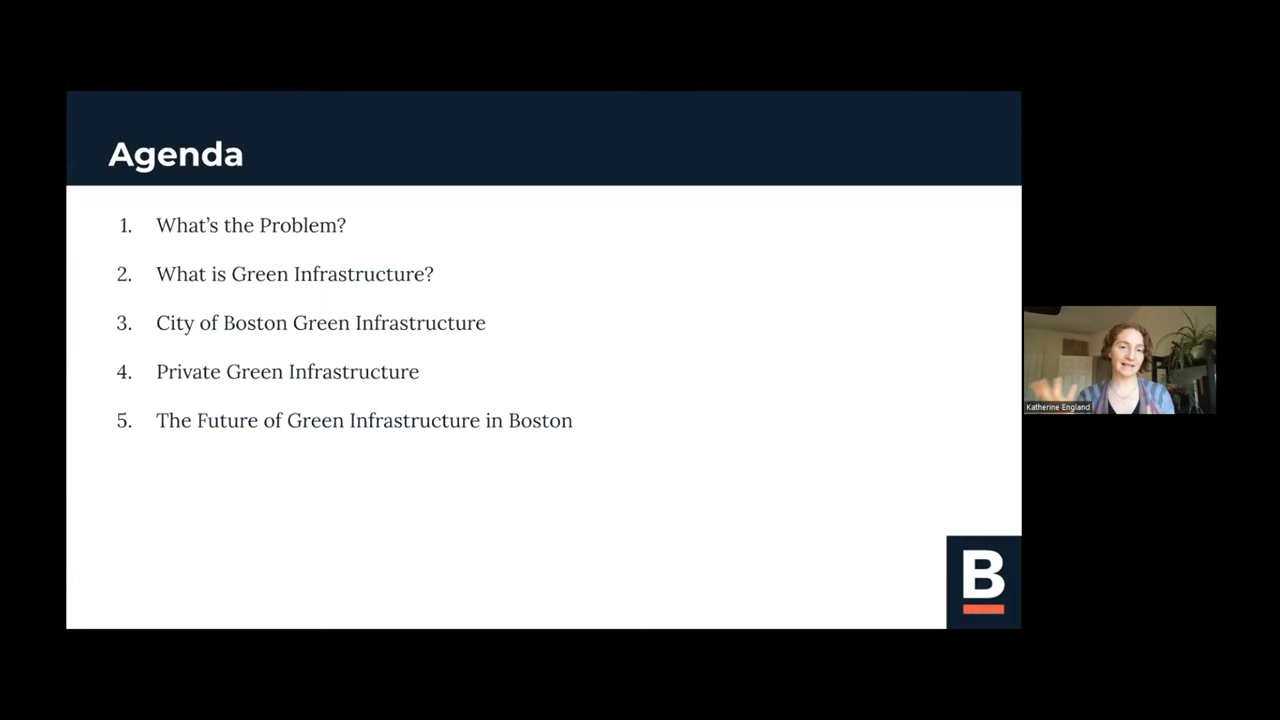 Agenda
1. What's the Problem?
2. What is Green Infrastructure?
3. City of Boston Green Infrastructure
4. Private Green Infrastructure
5. The Future of Green Infrastructure in Boston
Katherine England
B